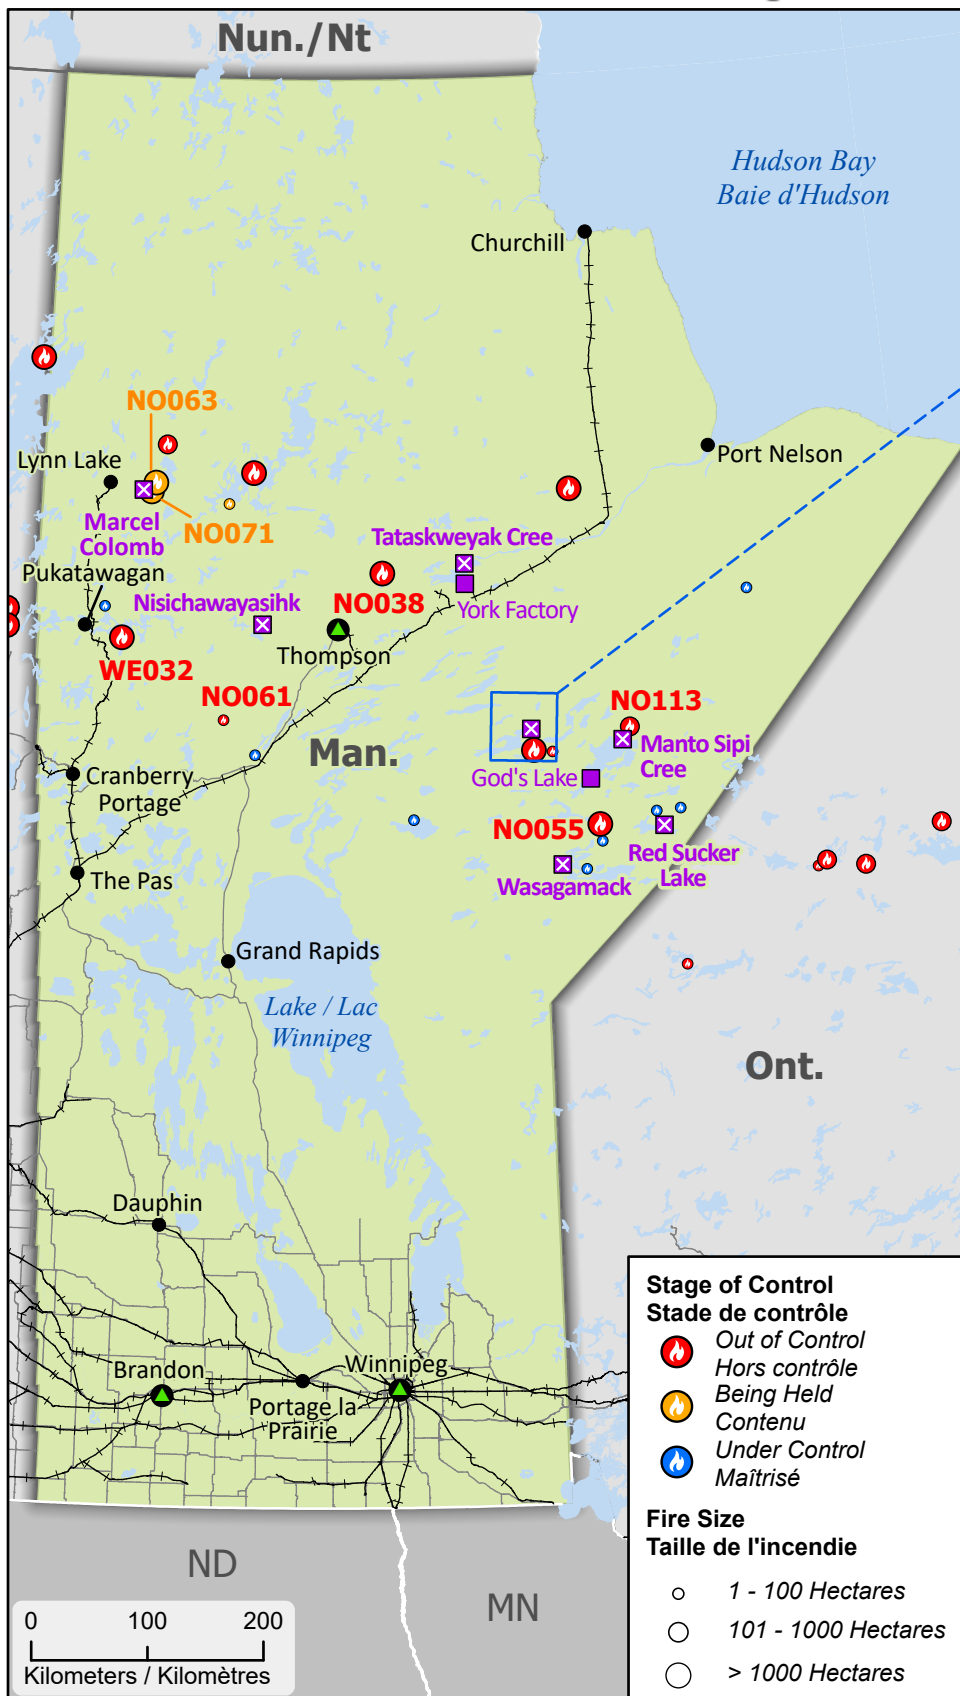 Nun./Nt
Hudson Bay
Baie d'Hudson
Churchill
NO063
Lynn Lake
Port Nelson
NO071
Marcel
Colomb
Tataskweyak Cree
Pukatawagan
Nisichawayasihk
NO038
York Factory
Thompson
WE032
NO061
NO113
Man.
Manto Sipi
Cree
Cranberry
Portage
God's Lake
NO055
Red Sucker
Lake
The Pas
Wasagamack
Grand Rapids
Lake / Lac
Winnipeg
Ont.
Dauphin
Brandon
Winnipeg
Portage la
Prairie
ND
MN
0 100 200
Kilometers / Kilomètres
Stage of Control
Stade de contrôle
Out of Control
Hors contrôle
Being Held
Contenu
Under Control
Maîtrisé
Fire Size
Taille de l'incendie
1 - 100 Hectares
101 - 1000 Hectares
> 1000 Hectares